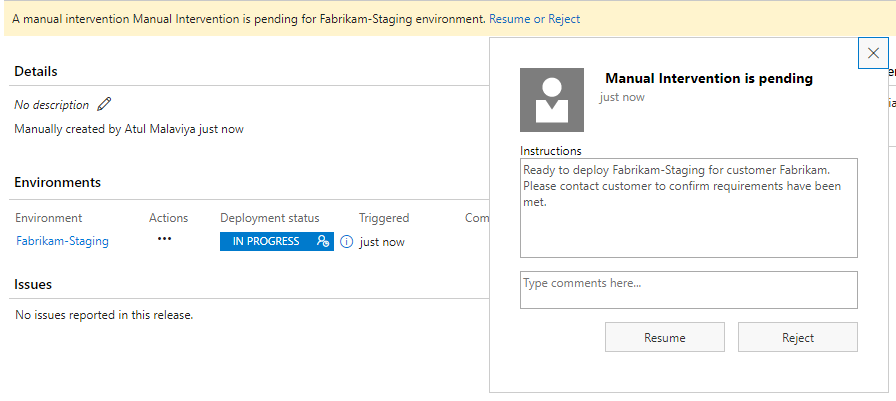 A manual intervention Manual Intervention is pending for Fabrikam-Staging environment. Resume or Reject
Details
No description
Manually created by Atul Malaviya just now
Environments
Environment Actions Deployment status Triggered Com
Fabrikam-Staging ••• IN PROGRESS just now
Issues
No issues reported in this release.
Manual Intervention is pending
just now
Instructions
Ready to deploy Fabrikam-Staging for customer Fabrikam.
Please contact customer to confirm requirements have been
met.
Type comments here...
Resume Reject